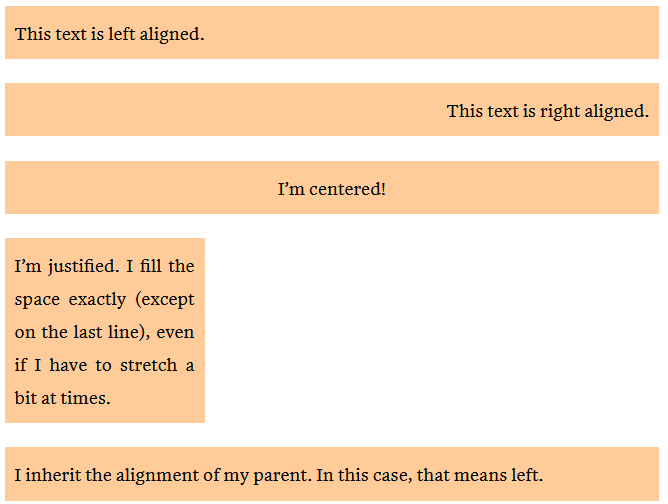 This text is left aligned.
This text is right aligned.
I’m centered!
I’m justified. I fill the
space exactly (except
on the last line), even
if I have to stretch a
bit at times.
I inherit the alignment of my parent. In this case, that means left.